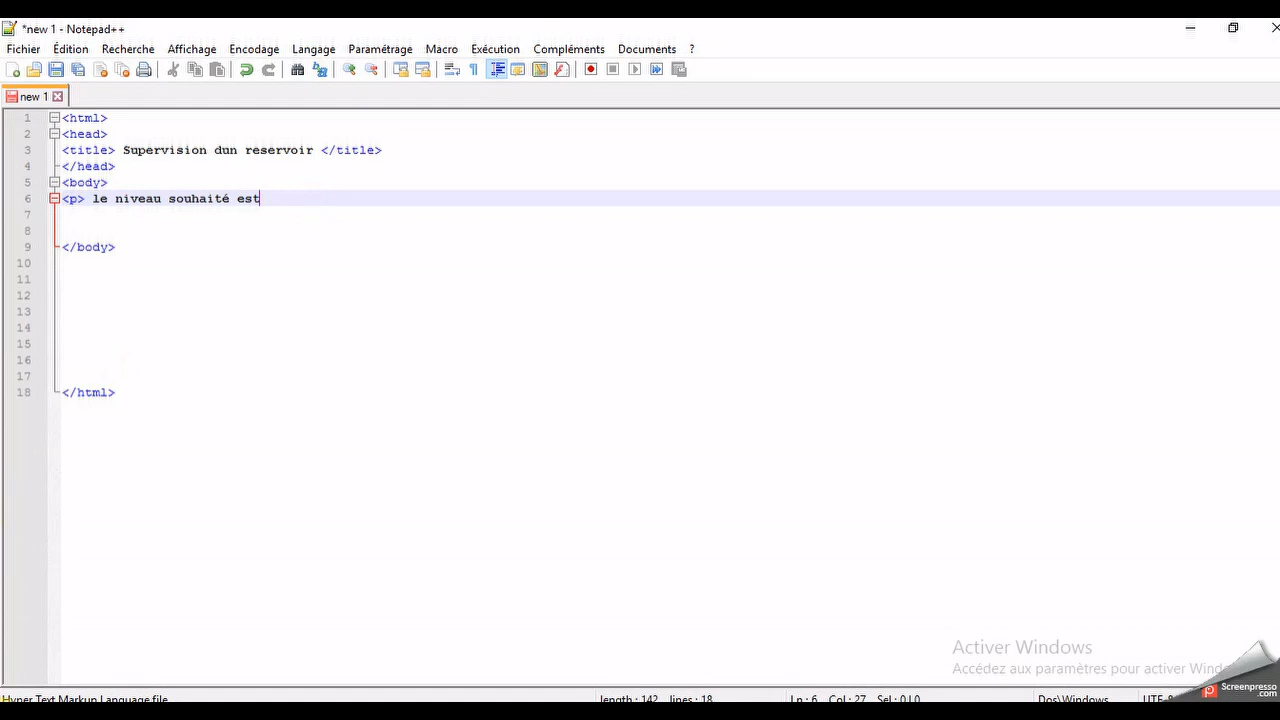 *new 1 - Notepad++
Fichier Édition Recherche Affichage Encodage Langage Paramétrage Macro Exécution Compléments Documents ?
new 1
1 <html>
2 <head>
3 <title> Supervision dun reservoir </title>
4 </head>
5 <body>
6 <p> le niveau souhaité est
7
8
9 </body>
10
11
12
13
14
15
16
17
18 </html>
Activer Windows
Accédez aux paramètres pour activer
Screenpresso
.com
Hyper Text Markup Language file length : 142 lines : 18 Ln : 6 Col : 27 Sel : 0 | 0 Dos\Windows